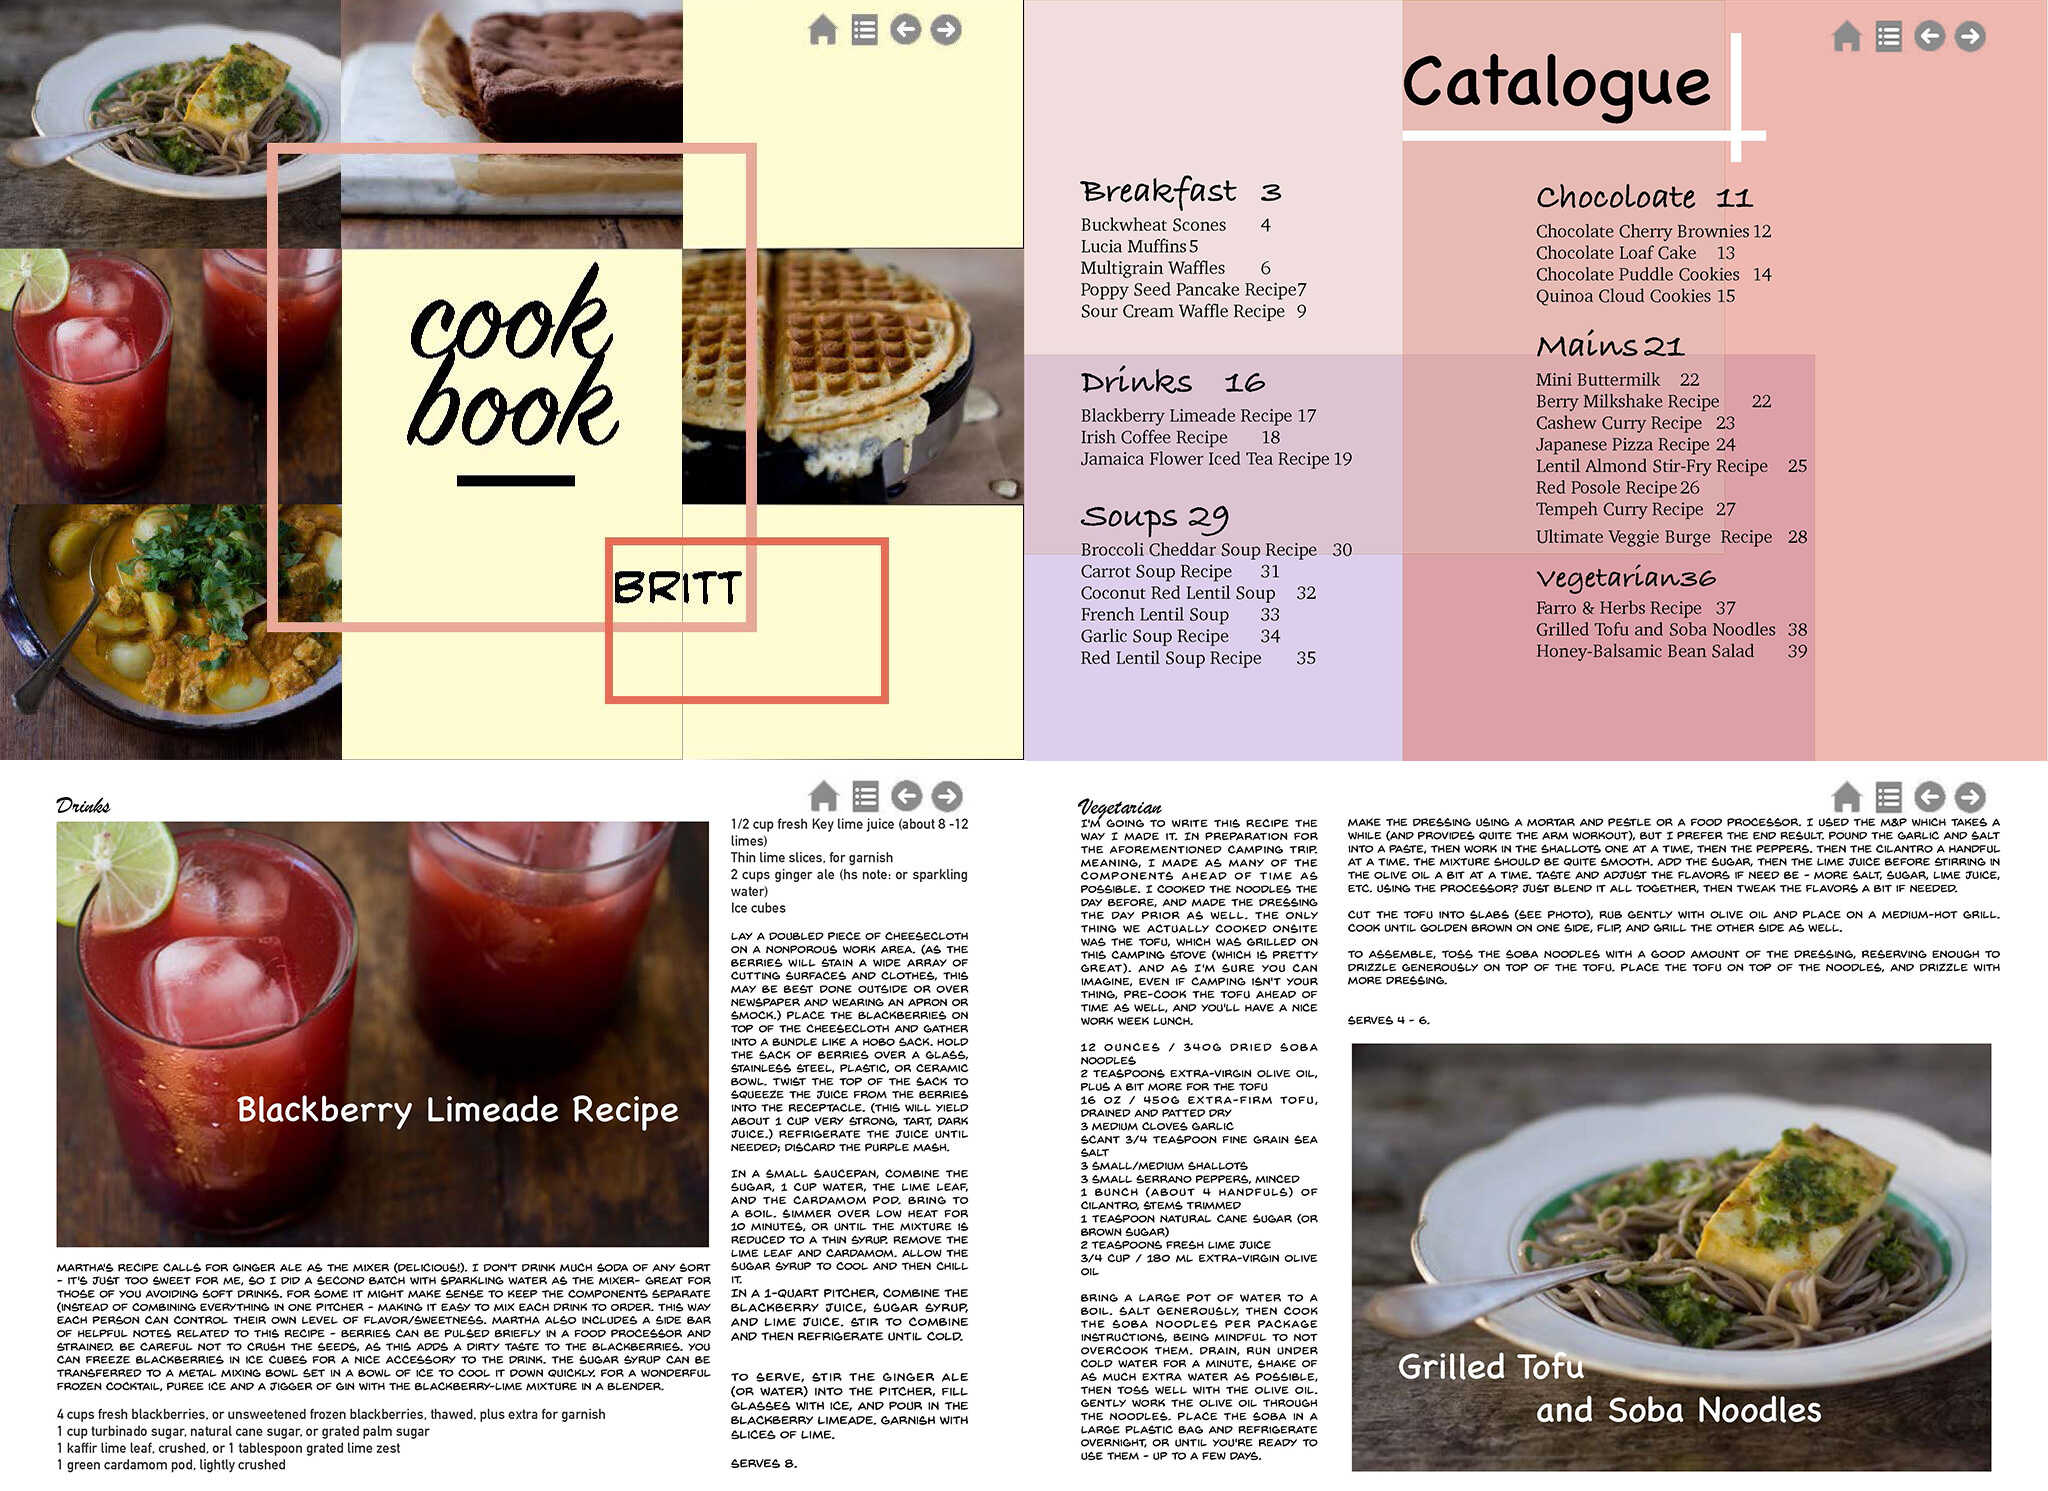 cook
book
BRITT
Catalogue
Breakfast 3
Buckwheat Scones 4
Lucia Muffins 5
Multigrain Waffles 6
Poppy Seed Pancake Recipe7
Sour Cream Waffle Recipe 9
Drinks 16
Blackberry Limeade Recipe 17
Irish Coffee Recipe 18
Jamaica Flower Iced Tea Recipe 19
Soups 29
Broccoli Cheddar Soup Recipe 30
Carrot Soup Recipe 31
Coconut Red Lentil Soup 32
French Lentil Soup 33
Garlic Soup Recipe 34
Red Lentil Soup Recipe 35
Chocoloate 11
Chocolate Cherry Brownies 12
Chocolate Loaf Cake 13
Chocolate Puddle Cookies 14
Quinoa Cloud Cookies 15
Mains 21
Mini Buttermilk 22
Berry Milkshake Recipe 22
Cashew Curry Recipe 23
Japanese Pizza Recipe 24
Lentil Almond Stir-Fry Recipe 25
Red Posole Recipe 26
Tempeh Curry Recipe 27
Ultimate Veggie Burge Recipe 28
Vegetarian36
Farro & Herbs Recipe 37
Grilled Tofu and Soba Noodles 38
Honey-Balsamic Bean Salad 39
Drinks
Blackberry Limeade Recipe
MARTHA'S RECIPE CALLS FOR GINGER ALE AS THE MIXER (DELICIOUS!). I DON'T DRINK MUCH SODA OF ANY SORT
- IT'S JUST TOO SWEET FOR ME, SO I DID A SECOND BATCH WITH SPARKLING WATER AS THE MIXER- GREAT FOR
THOSE OF YOU AVOIDING SOFT DRINKS. FOR SOME IT MIGHT MAKE SENSE TO KEEP THE COMPONENTS SEPARATE
(INSTEAD OF COMBINING EVERYTHING IN ONE PITCHER - MAKING IT EASY TO MIX EACH DRINK TO ORDER. THIS WAY
EACH PERSON CAN CONTROL THEIR OWN LEVEL OF FLAVOR/SWEETNESS. MARTHA ALSO INCLUDES A SIDE BAR
OF HELPFUL NOTES RELATED TO THIS RECIPE - BERRIES CAN BE PULSED BRIEFLY IN A FOOD PROCESSOR AND
STRAINED. BE CAREFUL NOT TO CRUSH THE SEEDS, AS THIS ADDS A DIRTY TASTE TO THE BLACKBERRIES. YOU
CAN FREEZE BLACKBERRIES IN ICE CUBES FOR A NICE ACCESSORY TO THE DRINK. THE SUGAR SYRUP CAN BE
TRANSFERRED TO A METAL MIXING BOWL SET IN A BOWL OF ICE TO COOL IT DOWN QUICKLY. FOR A WONDERFUL
FROZEN COCKTAIL, PUREE ICE AND A JIGGER OF GIN WITH THE BLACKBERRY-LIME MIXTURE IN A BLENDER.
4 cups fresh blackberries, or unsweetened frozen blackberries, thawed, plus extra for garnish
1 cup turbinado sugar, natural cane sugar, or grated palm sugar
1 kaffir lime leaf, crushed, or 1 tablespoon grated lime zest
1 green cardamom pod, lightly crushed
1/2 cup fresh Key lime juice (about 8 -12
limes)
Thin lime slices, for garnish
2 cups ginger ale (hs note: or sparkling
water)
Ice cubes
LAY A DOUBLED PIECE OF CHEESECLOTH
ON A NONPOROUS WORK AREA. (AS THE
BERRIES WILL STAIN A WIDE ARRAY OF
CUTTING SURFACES AND CLOTHES, THIS
MAY BE BEST DONE OUTSIDE OR OVER
NEWSPAPER AND WEARING AN APRON OR
SMOCK.) PLACE THE BLACKBERRIES ON
TOP OF THE CHEESECLOTH AND GATHER
INTO A BUNDLE LIKE A HOBO SACK. HOLD
THE SACK OF BERRIES OVER A GLASS,
STAINLESS STEEL, PLASTIC, OR CERAMIC
BOWL. TWIST THE TOP OF THE SACK TO
SQUEEZE THE JUICE FROM THE BERRIES
INTO THE RECEPTACLE. (THIS WILL YIELD
ABOUT 1 CUP VERY STRONG, TART, DARK
JUICE.) REFRIGERATE THE JUICE UNTIL
NEEDED; DISCARD THE PURPLE MASH.
IN A SMALL SAUCEPAN, COMBINE THE
SUGAR, 1 CUP WATER, THE LIME LEAF,
AND THE CARDAMOM POD. BRING TO
A BOIL. SIMMER OVER LOW HEAT FOR
10 MINUTES, OR UNTIL THE MIXTURE IS
REDUCED TO A THIN SYRUP. REMOVE THE
LIME LEAF AND CARDAMOM. ALLOW THE
SUGAR SYRUP TO COOL AND THEN CHILL
IT.
IN A 1-QUART PITCHER, COMBINE THE
BLACKBERRY JUICE, SUGAR SYRUP,
AND LIME JUICE. STIR TO COMBINE
AND THEN REFRIGERATE UNTIL COLD.
TO SERVE, STIR THE GINGER ALE
(OR WATER) INTO THE PITCHER, FILL
GLASSES WITH ICE, AND POUR IN THE
BLACKBERRY LIMEADE. GARNISH WITH
SLICES OF LIME.
SERVES 8.
Vegetarian
I'M GOING TO WRITE THIS RECIPE THE
WAY I MADE IT. IN PREPARATION FOR
THE AFOREMENTIONED CAMPING TRIP.
MEANING, I MADE AS MANY OF THE
COMPONENTS AHEAD OF TIME AS
POSSIBLE. I COOKED THE NOODLES THE
DAY BEFORE, AND MADE THE DRESSING
THE DAY PRIOR AS WELL. THE ONLY
THING WE ACTUALLY COOKED ONSITE
WAS THE TOFU, WHICH WAS GRILLED ON
THIS CAMPING STOVE (WHICH IS PRETTY
GREAT). AND AS I'M SURE YOU CAN
IMAGINE, EVEN IF CAMPING ISN'T YOUR
THING, PRE-COOK THE TOFU AHEAD OF
TIME AS WELL, AND YOU'LL HAVE A NICE
WORK WEEK LUNCH.
12 OUNCES / 340G DRIED SOBA
NOODLES
2 TEASPOONS EXTRA-VIRGIN OLIVE OIL,
PLUS A BIT MORE FOR THE TOFU
16 OZ / 450G EXTRA-FIRM TOFU,
DRAINED AND PATTED DRY
3 MEDIUM CLOVES GARLIC
SCANT 3/4 TEASPOON FINE GRAIN SEA
SALT
3 SMALL/MEDIUM SHALLOTS
3 SMALL SERRANO PEPPERS, MINCED
1 BUNCH (ABOUT 4 HANDFULS) OF
CILANTRO, STEMS TRIMMED
1 TEASPOON NATURAL CANE SUGAR (OR
BROWN SUGAR)
2 TEASPOONS FRESH LIME JUICE
3/4 CUP / 180 ML EXTRA-VIRGIN OLIVE
OIL
BRING A LARGE POT OF WATER TO A
BOIL. SALT GENEROUSLY, THEN COOK
THE SOBA NOODLES PER PACKAGE
INSTRUCTIONS, BEING MINDFUL TO NOT
OVERCOOK THEM. DRAIN, RUN UNDER
COLD WATER FOR A MINUTE, SHAKE OF
AS MUCH EXTRA WATER AS POSSIBLE,
THEN TOSS WELL WITH THE OLIVE OIL.
GENTLY WORK THE OLIVE OIL THROUGH
THE NOODLES. PLACE THE SOBA IN A
LARGE PLASTIC BAG AND REFRIGERATE
OVERNIGHT, OR UNTIL YOU'RE READY TO
USE THEM - UP TO A FEW DAYS.
MAKE THE DRESSING USING A MORTAR AND PESTLE OR A FOOD PROCESSOR. I USED THE M&P WHICH TAKES A
WHILE (AND PROVIDES QUITE THE ARM WORKOUT), BUT I PREFER THE END RESULT. POUND THE GARLIC AND SALT
INTO A PASTE, THEN WORK IN THE SHALLOTS ONE AT A TIME, THEN THE PEPPERS. THEN THE CILANTRO A HANDFUL
AT A TIME. THE MIXTURE SHOULD BE QUITE SMOOTH. ADD THE SUGAR, THEN THE LIME JUICE BEFORE STIRRING IN
THE OLIVE OIL A BIT AT A TIME. TASTE AND ADJUST THE FLAVORS IF NEED BE - MORE SALT, SUGAR, LIME JUICE,
ETC. USING THE PROCESSOR? JUST BLEND IT ALL TOGETHER, THEN TWEAK THE FLAVORS A BIT IF NEEDED.
CUT THE TOFU INTO SLABS (SEE PHOTO), RUB GENTLY WITH OLIVE OIL AND PLACE ON A MEDIUM-HOT GRILL.
COOK UNTIL GOLDEN BROWN ON ONE SIDE, FLIP, AND GRILL THE OTHER SIDE AS WELL.
TO ASSEMBLE, TOSS THE SOBA NOODLES WITH A GOOD AMOUNT OF THE DRESSING, RESERVING ENOUGH TO
DRIZZLE GENEROUSLY ON TOP OF THE TOFU. PLACE THE TOFU ON TOP OF THE NOODLES, AND DRIZZLE WITH
MORE DRESSING.
SERVES 4 - 6.
Grilled Tofu
and Soba Noodles